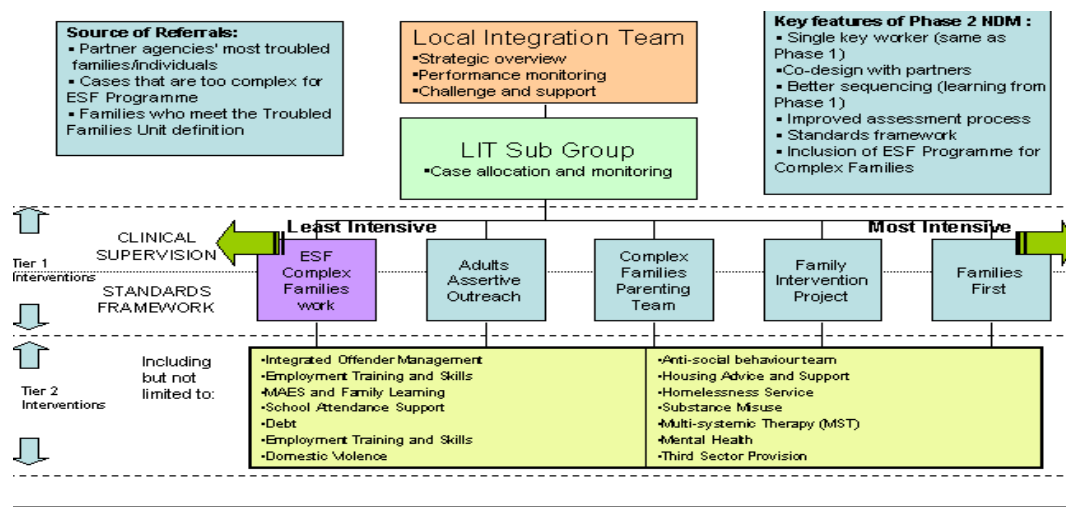 Source of Referrals:
▪ Partner agencies' most troubled
families/individuals
▪ Cases that are too complex for
ESF Programme
▪ Families who meet the Troubled
Families Unit definition
Local Integration Team
•Strategic overview
•Performance monitoring
•Challenge and support
Key features of Phase 2 NDM :
▪ Single key worker (same as
Phase 1)
▪Co-design with partners
▪ Better sequencing (learning from
Phase 1)
▪ Improved assessment process
▪ Standards framework
▪ Inclusion of ESF Programme for
Complex Families
LIT Sub Group
•Case allocation and monitoring
Least Intensive
Most Intensive
CLINICAL
SUPERVISION
Tier 1
Interventions
STANDARDS
FRAMEWORK
ESF
Complex
Families
work
Adults
Assertive
Outreach
Complex
Families
Parenting
Team
Family
Intervention
Project
Families
First
Tier 2
Interventions
Including
but not
limited to:
•Integrated Offender Management
•Employment Training and Skills
•MAES and Family Learning
•School Attendance Support
•Debt
•Employment Training and Skills
•Domestic Violence
•Anti-social behaviour team
•Housing Advice and Support
•Homelessness Service
•Substance Misuse
•Multi-systemic Therapy (MST)
•Mental Health
•Third Sector Provision